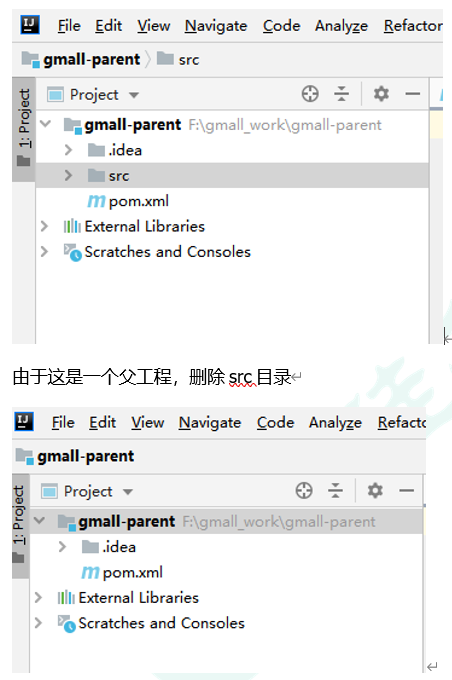 IJ File Edit View Navigate Code Analyze Refactor
gmall-parent src
1: Project
Project
gmall-parent F:\gmall_work\gmall-parent
.idea
src
pom.xml
External Libraries
Scratches and Consoles
由于这是一个父工程，删除 src 目录
IJ File Edit View Navigate Code Analyze Refacto
gmall-parent
1: Project
Project
gmall-parent F:\gmall_work\gmall-parent
.idea
pom.xml
External Libraries
Scratches and Consoles